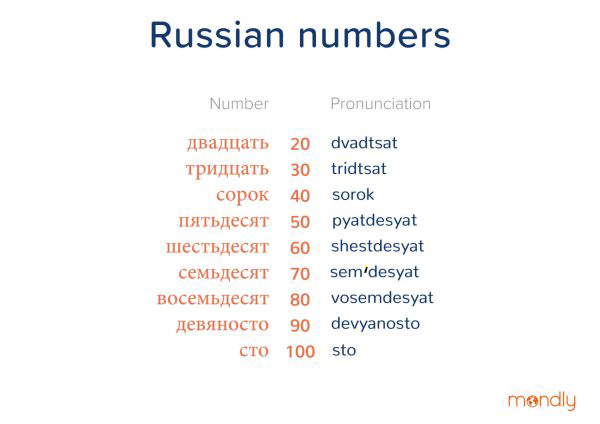 Russian numbers
Number Pronunciation
двадцать 20 dvadtsat
тридцать 30 tridtsat
сорок 40 sorok
пятьдесят 50 pyatdesyat
шестьдесят 60 shestdesyat
семьдесят 70 sem'desyat
восемьдесят 80 vosemdesyat
девяносто 90 devyanosto
сто 100 sto
mondly